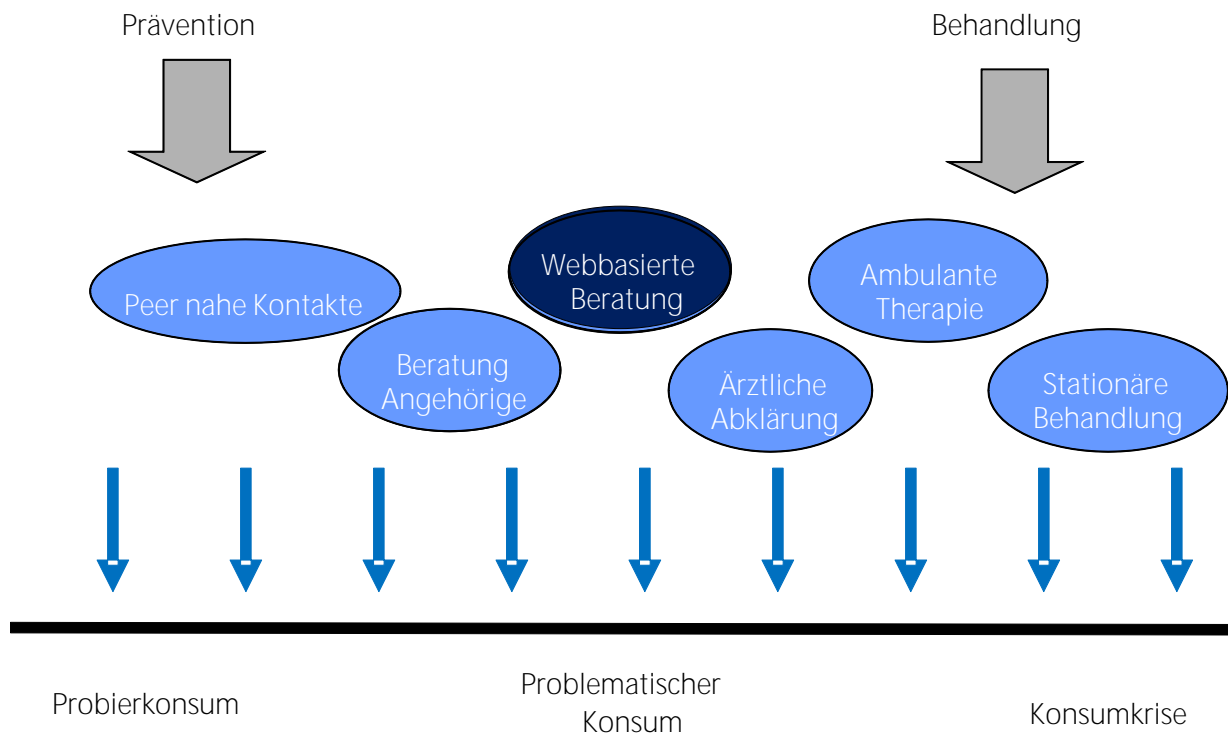 Prävention
Behandlung
Peer nahe Kontakte
Beratung
Angehörige
Webbasierte
Beratung
Ärztliche
Abklärung
Ambulante
Therapie
Stationäre
Behandlung
Probierkonsum
Problematischer
Konsum
Konsumkrise